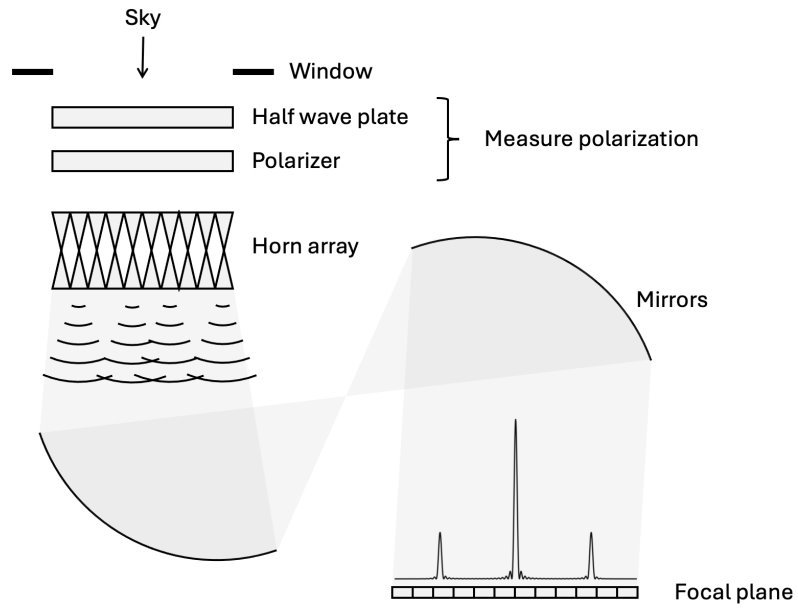 Sky
Window
Half wave plate
Measure polarization
Polarizer
Horn array
Mirrors
Focal plane